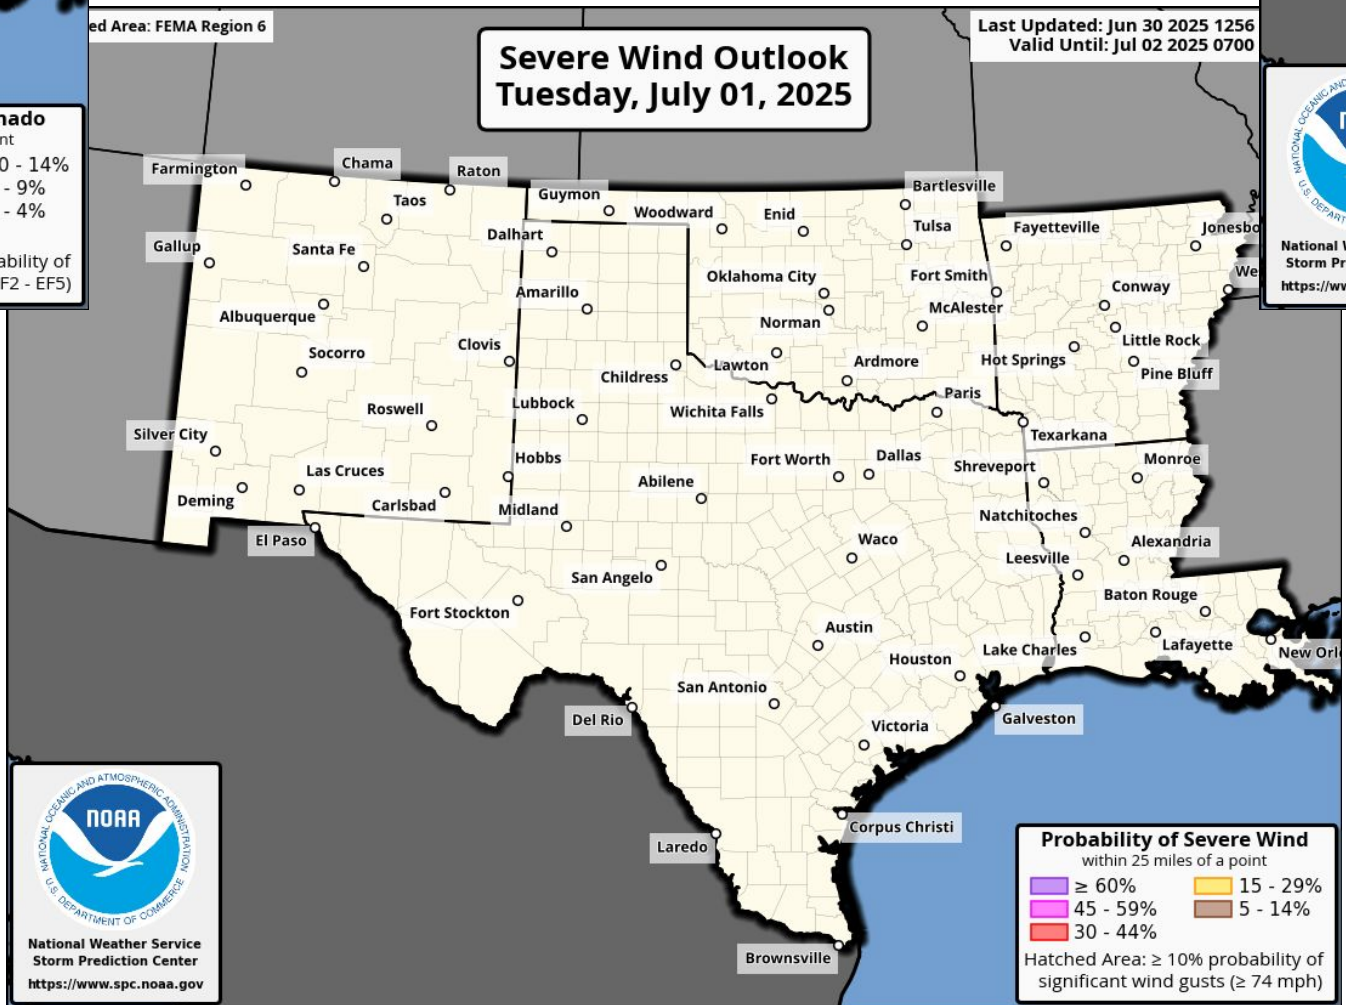 ed Area: FEMA Region 6
Severe Wind Outlook
Tuesday, July 01, 2025
Last Updated: Jun 30 2025 1256
Valid Until: Jul 02 2025 0700
nado
nt
0 - 14%
- 9%
- 4%
ability of
F2 - EF5)
Farmington
Chama
Raton
Taos
Guymon
Woodward
Enid
Bartlesville
Tulsa
Fayetteville
Jonesbo
Gallup
Santa Fe
Dalhart
Oklahoma City
Fort Smith
We
Amarillo
Conway
Albuquerque
Norman
McAlester
Socorro
Clovis
Childress
Lawton
Ardmore
Hot Springs
Little Rock
Pine Bluff
Roswell
Lubbock
Wichita Falls
Paris
Texarkana
Silver City
Las Cruces
Hobbs
Fort Worth
Dallas
Shreveport
Monroe
Deming
Carlsbad
Midland
Abilene
Natchitoches
El Paso
Waco
Leesville
Alexandria
San Angelo
Fort Stockton
Baton Rouge
Austin
Houston
Lake Charles
Lafayette
New Orl
San Antonio
Del Rio
Victoria
Galveston
Laredo
Corpus Christi
Brownsville
NATIONAL OCEANIC AND ATMOSPHERIC ADMINISTRATION
NOAA
U.S. DEPARTMENT OF COMMERCE
National Weather Service
Storm Prediction Center
https://www.spc.noaa.gov
Probability of Severe Wind
within 25 miles of a point
≥ 60%
45 - 59%
30 - 44%
15 - 29%
5 - 14%
Hatched Area: ≥ 10% probability of
significant wind gusts (≥ 74 mph)
NATIONAL OCEANIC AND
U.S. DEPART
National W
Storm Pr
https://ww